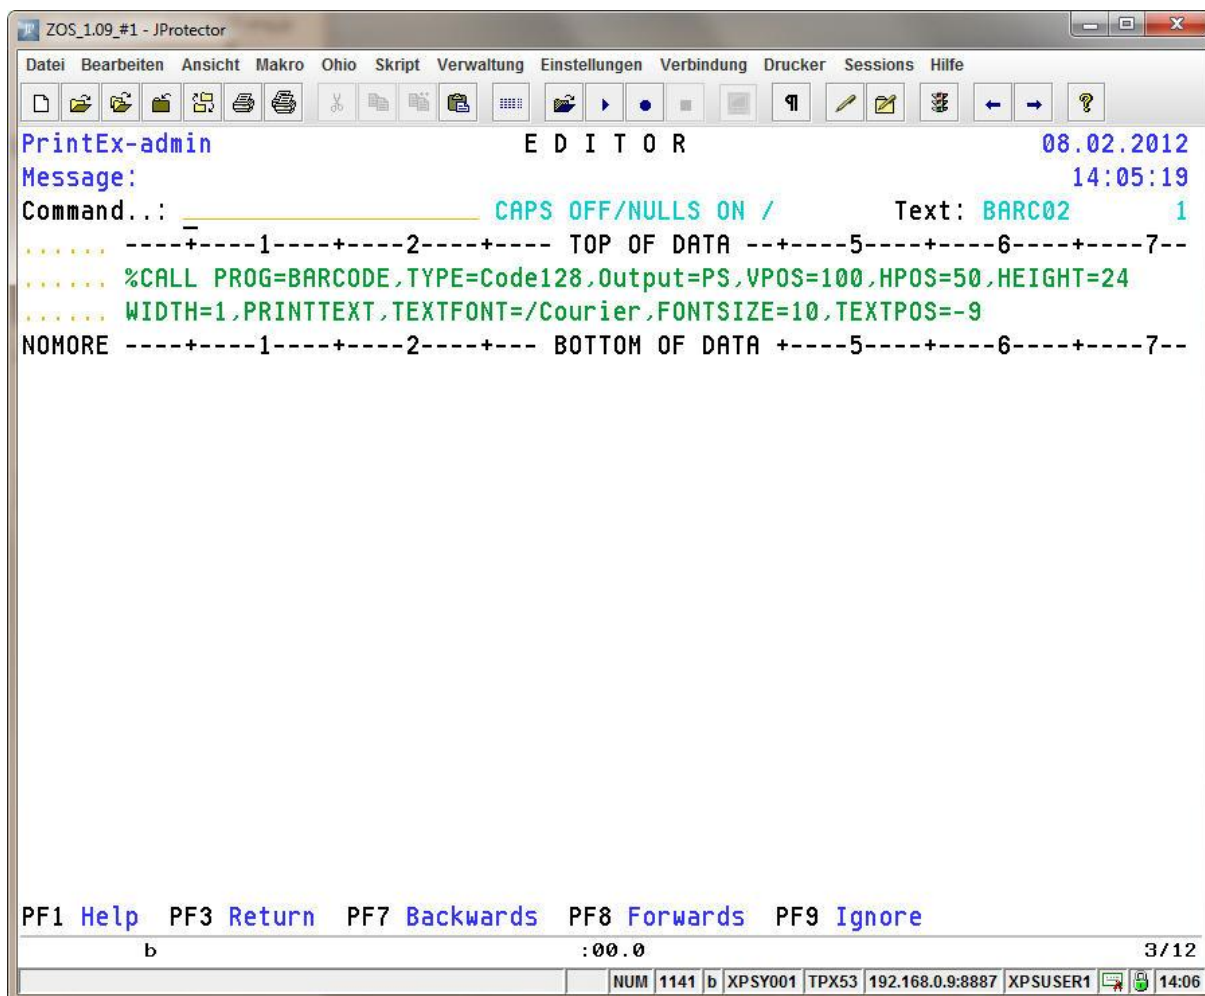 ZOS_1.09_#1 - JProtector
Datei Bearbeiten Ansicht Makro Ohio Skript Verwaltung Einstellungen Verbindung Drucker Sessions Hilfe
PrintEx-admin E D I T O R 08.02.2012
Message: 14:05:19
Command..: ____________________ CAPS OFF/NULLS ON / Text: BARC02 1
...... ----+----1----+----2----+---- TOP OF DATA --+----5----+----6----+----7--
...... %CALL PROG=BARCODE,TYPE=Code128,Output=PS,VPOS=100,HPOS=50,HEIGHT=24
...... WIDTH=1,PRINTTEXT,TEXTFONT=/Courier,FONTSIZE=10,TEXTPOS=-9
NOMORE ----+----1----+----2----+--- BOTTOM OF DATA +----5----+----6----+----7--
PF1 Help PF3 Return PF7 Backwards PF8 Forwards PF9 Ignore
b :00.0 3/12
NUM 1141 b XPSY001 TPX53 192.168.0.9:8887 XPSUSER1 14:06